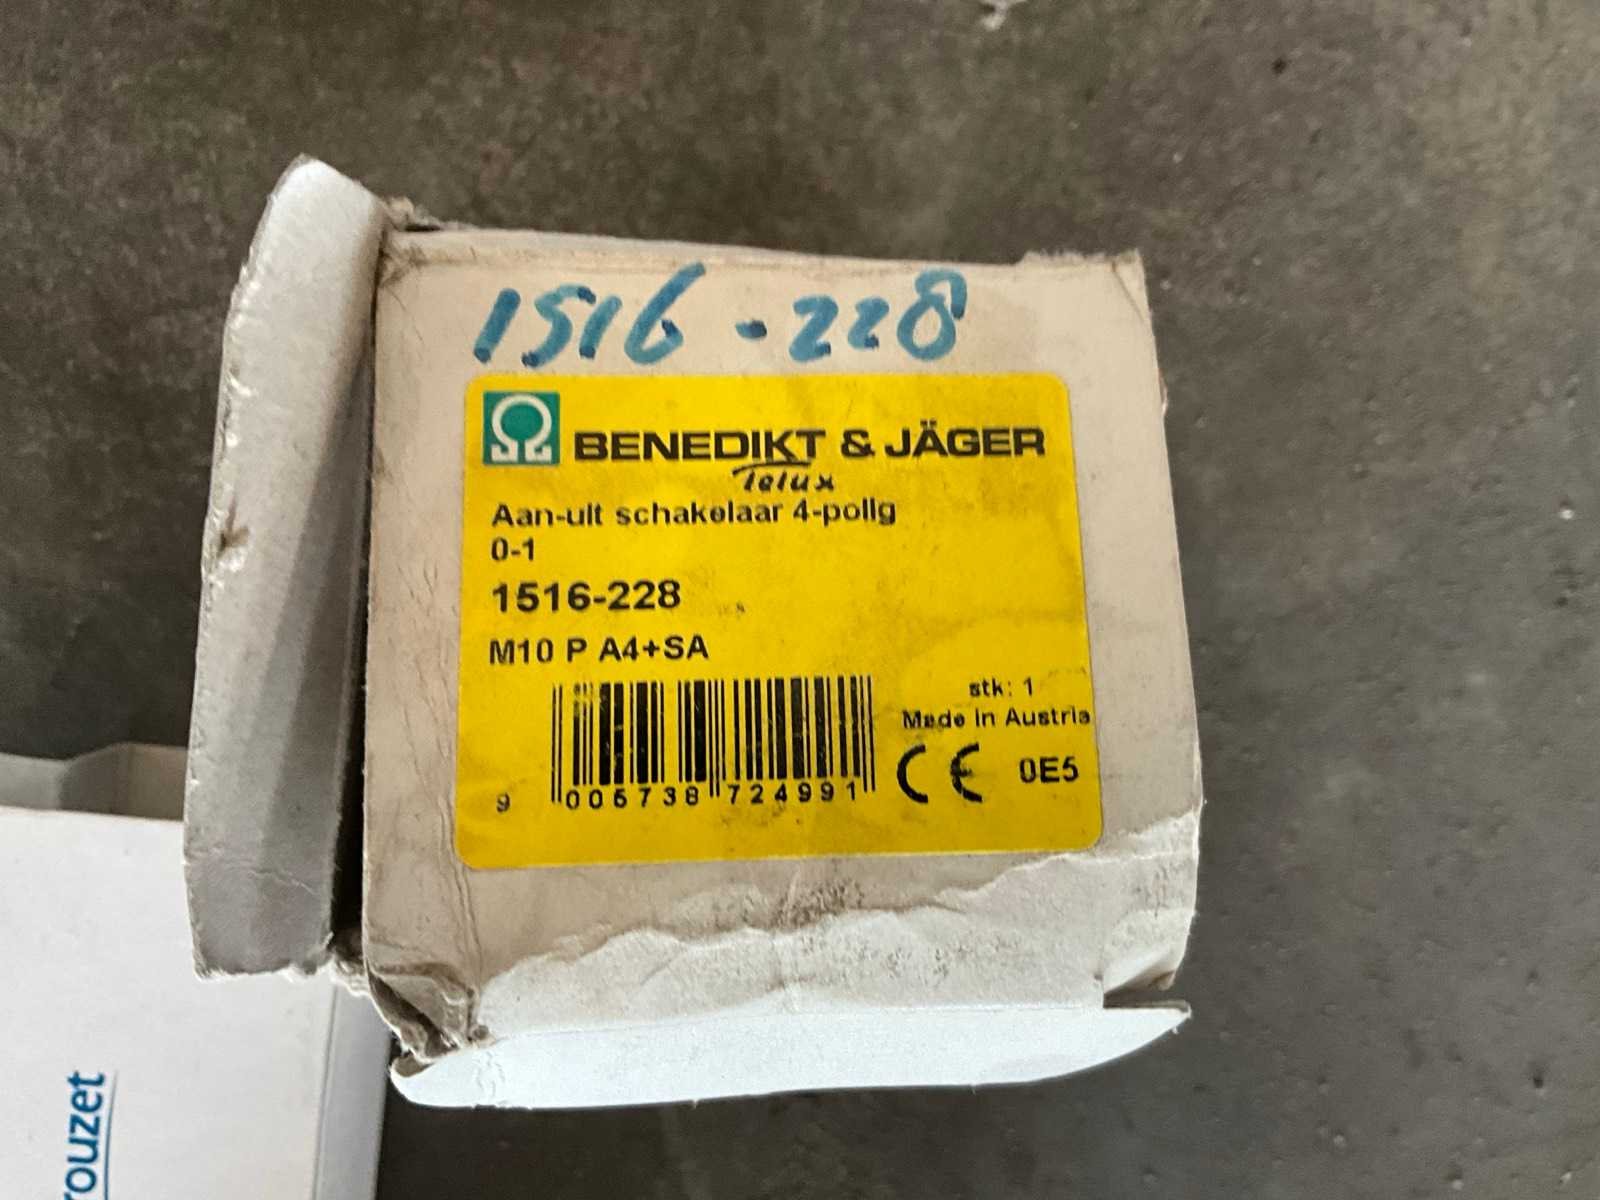 1516-228
BENEDIKT & JÄGER
Telux
Aan-uit schakelaar 4-polig
0-1
1516-228
M10 P A4+SA
stk: 1
Made in Austria
CE 0E5
9 005738 724991
rouzet